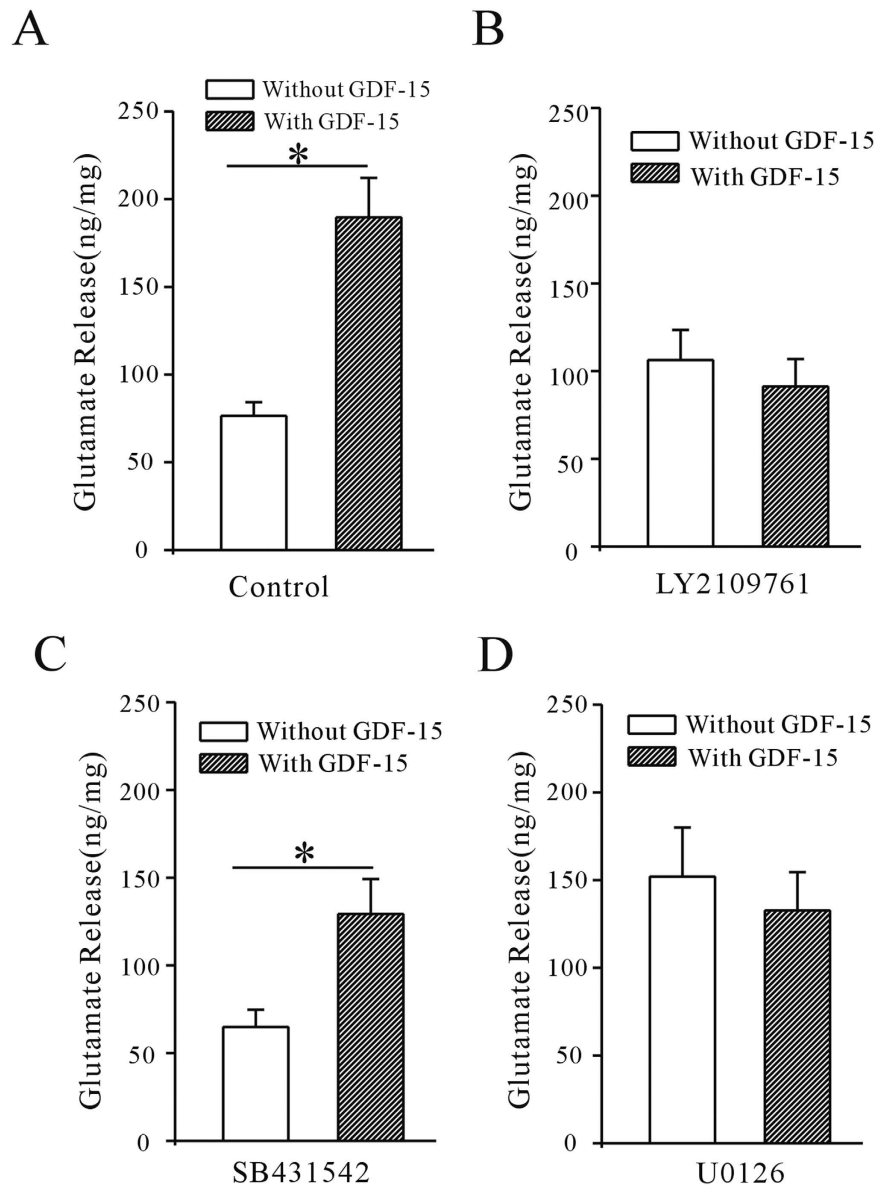 A
Without GDF-15
With GDF-15
Glutamate Release(ng/mg)
250
200
150
100
50
0
*
Control
B
Without GDF-15
With GDF-15
Glutamate Release(ng/mg)
250
200
150
100
50
0
LY2109761
C
Without GDF-15
With GDF-15
Glutamate Release(ng/mg)
250
200
150
100
50
0
*
SB431542
D
Without GDF-15
With GDF-15
Glutamate Release(ng/mg)
250
200
150
100
50
0
U0126